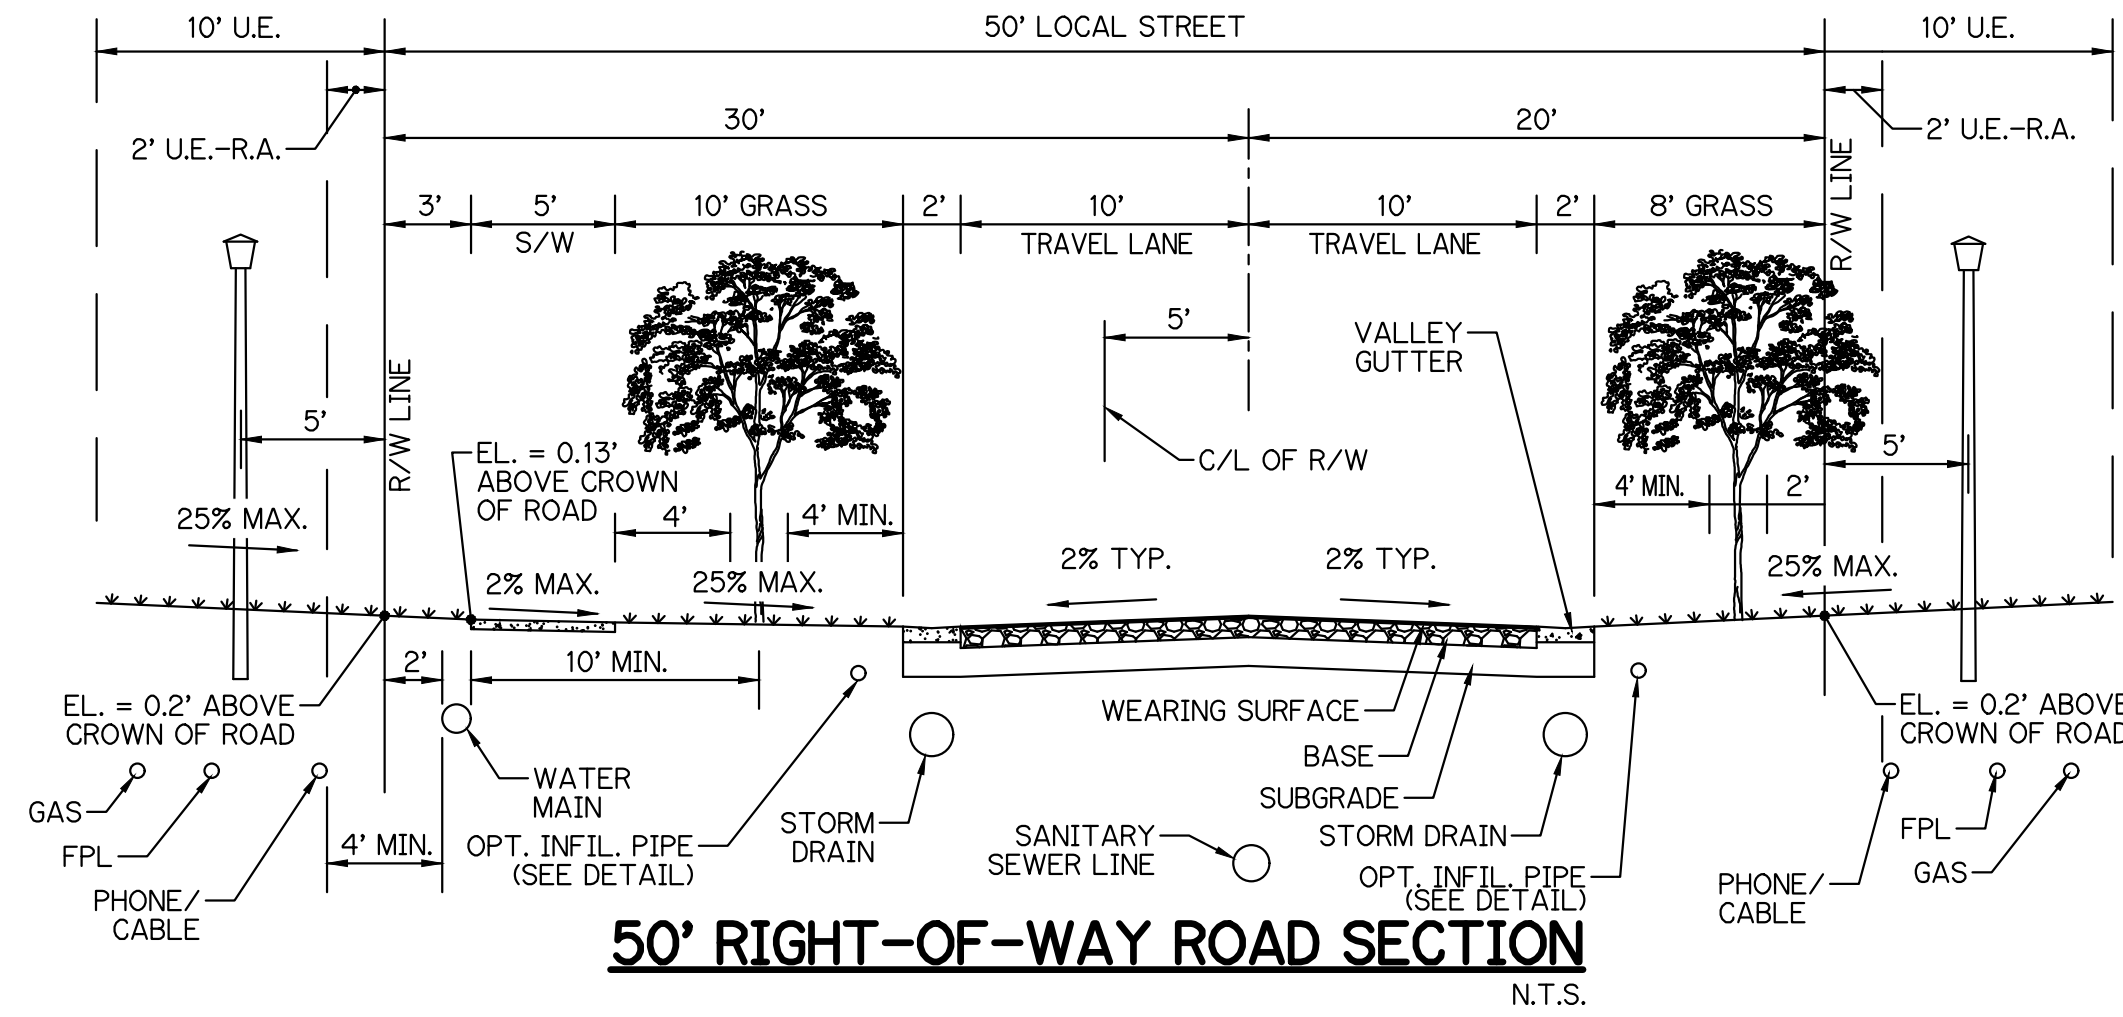 10' U.E.
50' LOCAL STREET
10' U.E.
2' U.E.-R.A.
30'
20'
2' U.E.-R.A.
R/W LINE
3'
5'
S/W
10' GRASS
2'
10'
TRAVEL LANE
10'
TRAVEL LANE
2'
8' GRASS
5'
VALLEY
GUTTER
R/W LINE
5'
EL. = 0.13'
ABOVE CROWN
OF ROAD
C/L OF R/W
5'
4' MIN.
2'
25% MAX.
4'
4' MIN.
2% MAX.
25% MAX.
2% TYP.
2% TYP.
25% MAX.
2'
10' MIN.
EL. = 0.2' ABOVE
CROWN OF ROAD
WEARING SURFACE
BASE
SUBGRADE
EL. = 0.2' ABOVE
CROWN OF ROAD
GAS
FPL
PHONE/
CABLE
4' MIN.
WATER
MAIN
OPT. INFIL. PIPE
(SEE DETAIL)
STORM
DRAIN
SANITARY
SEWER LINE
STORM DRAIN
OPT. INFIL. PIPE
(SEE DETAIL)
PHONE/
CABLE
FPL
GAS
50' RIGHT-OF-WAY ROAD SECTION
N.T.S.